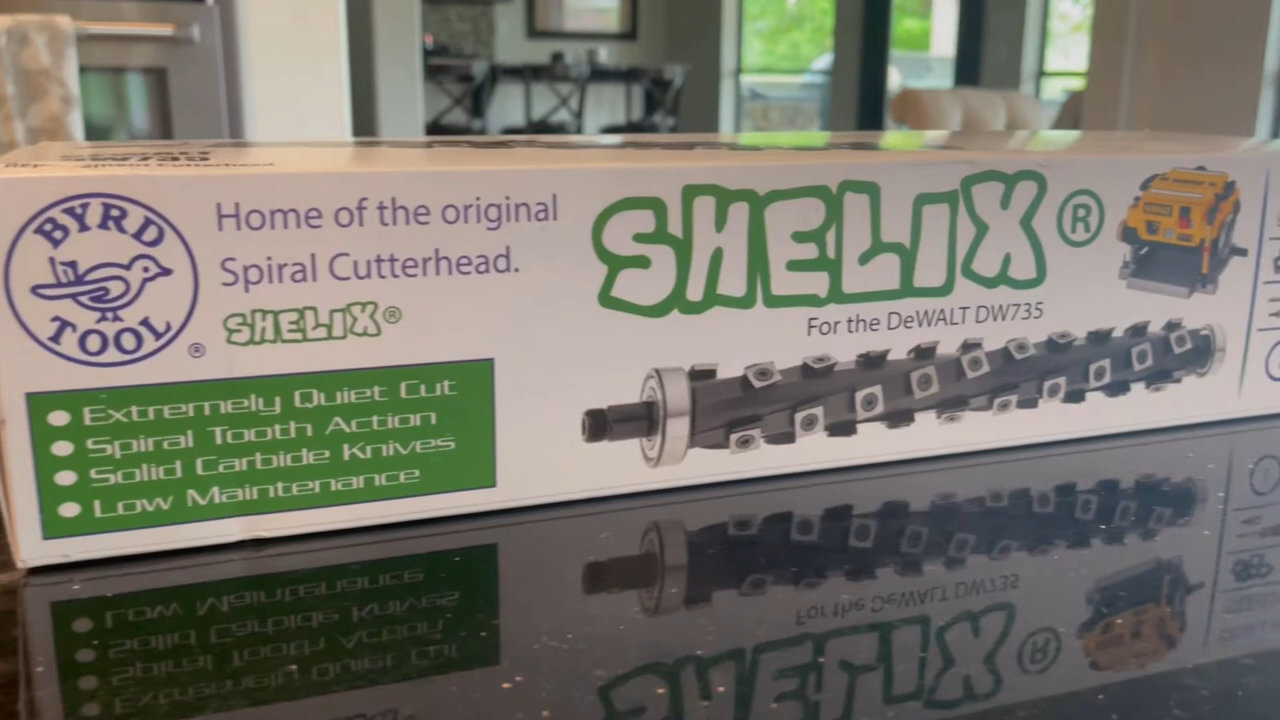 DW735
BYRD
TOOL
®
Home of the original
Spiral Cutterhead.
SHELIX®
Extremely Quiet Cut
Spiral Tooth Action
Solid Carbide Knives
Low Maintenance
SHELIX®
For the DeWALT DW735